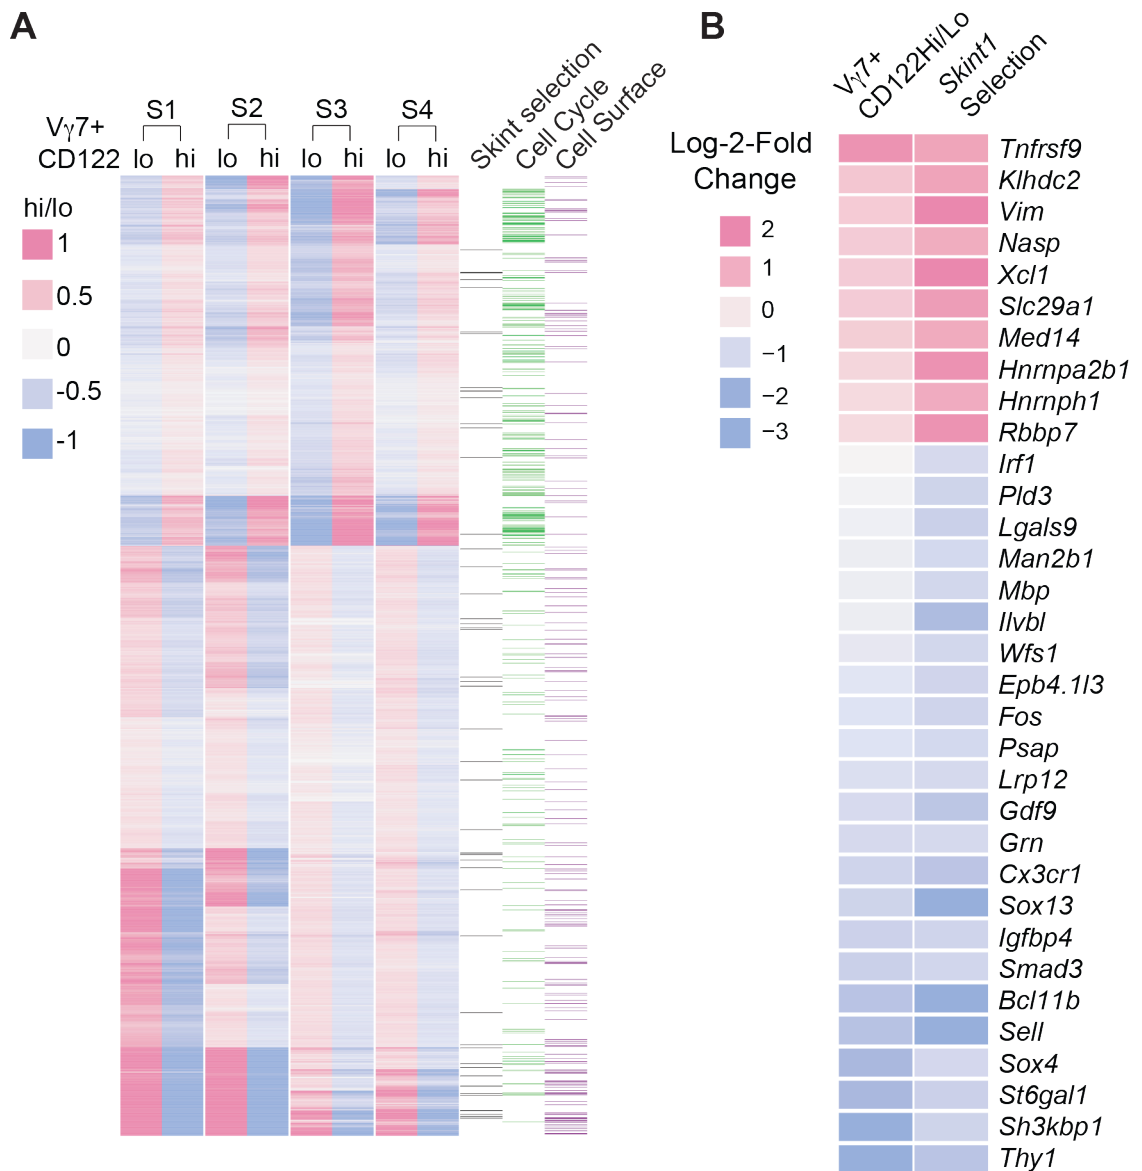 A
Vγ7+
CD122
S1
S2
S3
S4
lo
hi
lo
hi
lo
hi
lo
hi
Skint selection
Cell Cycle
Cell Surface
hi/lo
1
0.5
0
-0.5
-1
B
Vγ7+
CD122Hi/Lo
Skint1
Selection
Log-2-Fold
Change
2
1
0
−1
−2
−3
Tnfrsf9
Klhdc2
Vim
Nasp
Xcl1
Slc29a1
Med14
Hnrnpa2b1
Hnrnph1
Rbbp7
Irf1
Pld3
Lgals9
Man2b1
Mbp
Ilvbl
Wfs1
Epb4.1l3
Fos
Psap
Lrp12
Gdf9
Grn
Cx3cr1
Sox13
Igfbp4
Smad3
Bcl11b
Sell
Sox4
St6gal1
Sh3kbp1
Thy1